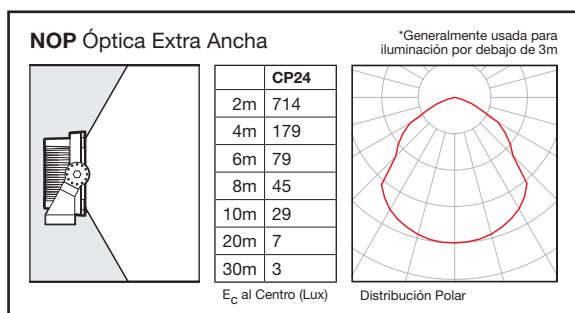 NOP Óptica Extra Ancha
*Generalmente usada para
iluminación por debajo de 3m
CP24
2m 714
4m 179
6m 79
8m 45
10m 29
20m 7
30m 3
EC al Centro (Lux)
Distribución Polar